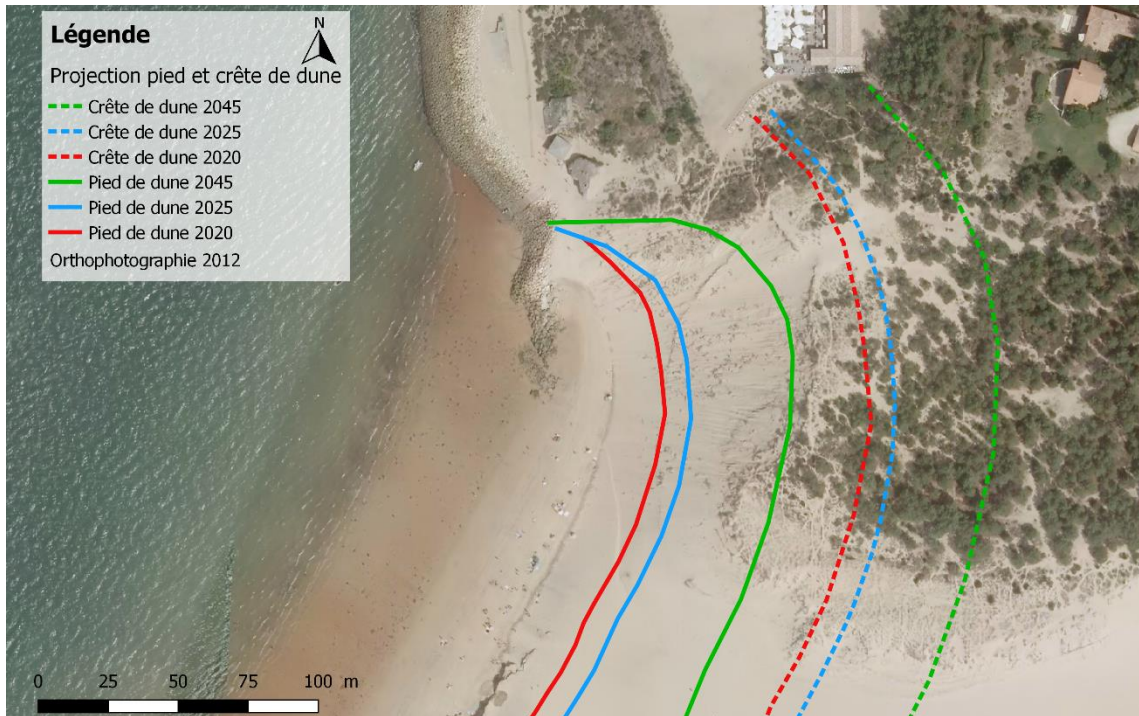 Légende
N
Projection pied et crête de dune
Crête de dune 2045
Crête de dune 2025
Crête de dune 2020
Pied de dune 2045
Pied de dune 2025
Pied de dune 2020
Orthophotographie 2012
0 25 50 75 100 m